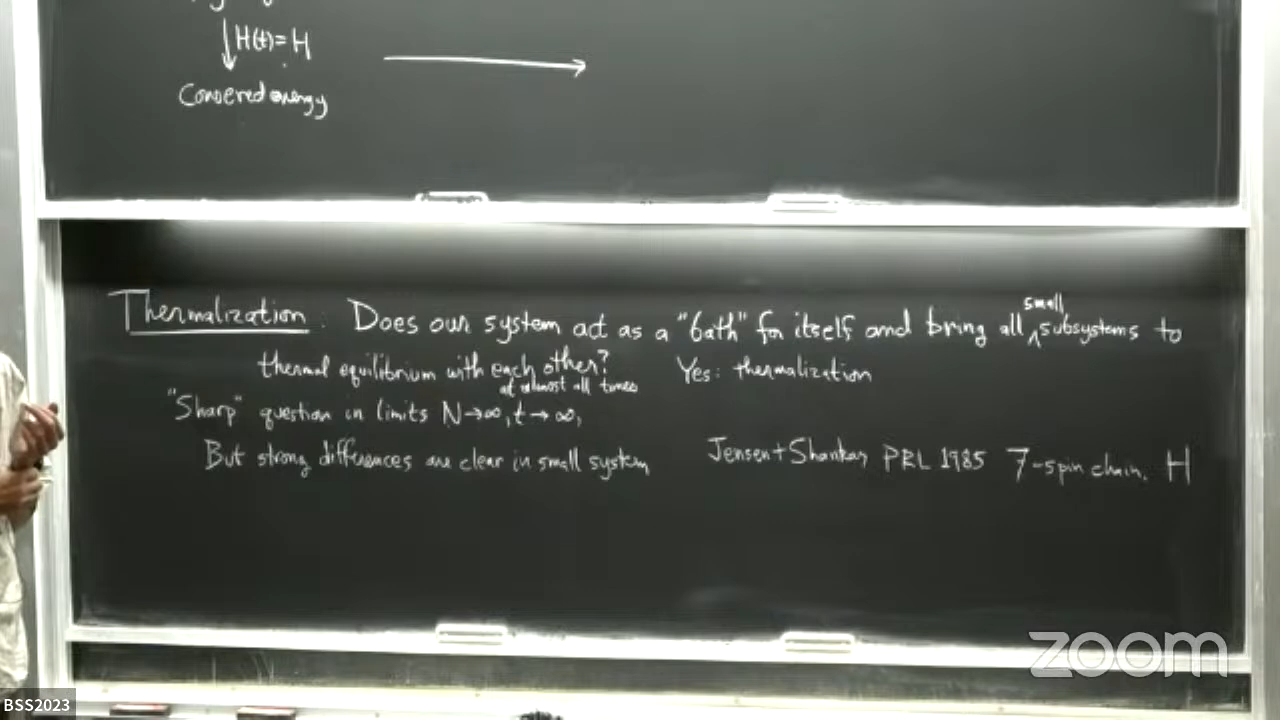 H(t)= H
Consered energy
Thermalization : Does our system act as a "bath" for itself and bring all small subsystems to
thermal equilibrium with each other? Yes: thermalization
at almost all times
"Sharp" question in limits N→∞, t→∞,
But strong differences are clear in small system Jensen+Shankar PRL 1985 7-spin chain. H
zoom
BSS2023